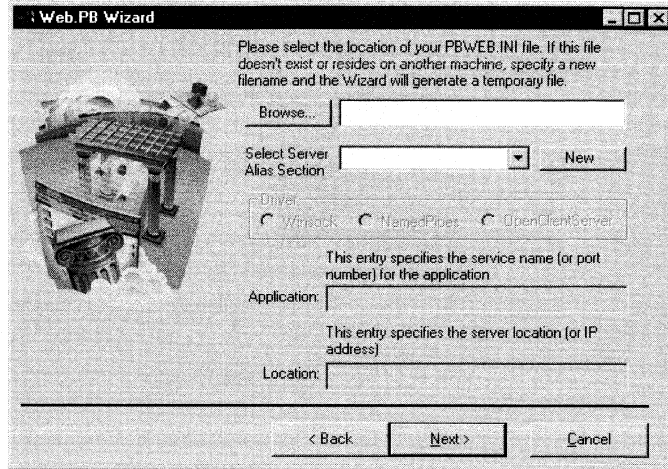 Web.PB Wizard
Please select the location of your PBWEB.INI file. If this file
doesn't exist or resides on another machine, specify a new
filename and the Wizard will generate a temporary file.
Browse...
Select Server
Alias Section
New
Driver
Winsock NamedPipes OpenClientServer
This entry specifies the service name (or port
number) for the application
Application:
This entry specifies the server location (or IP
address)
Location:
< Back Next > Cancel